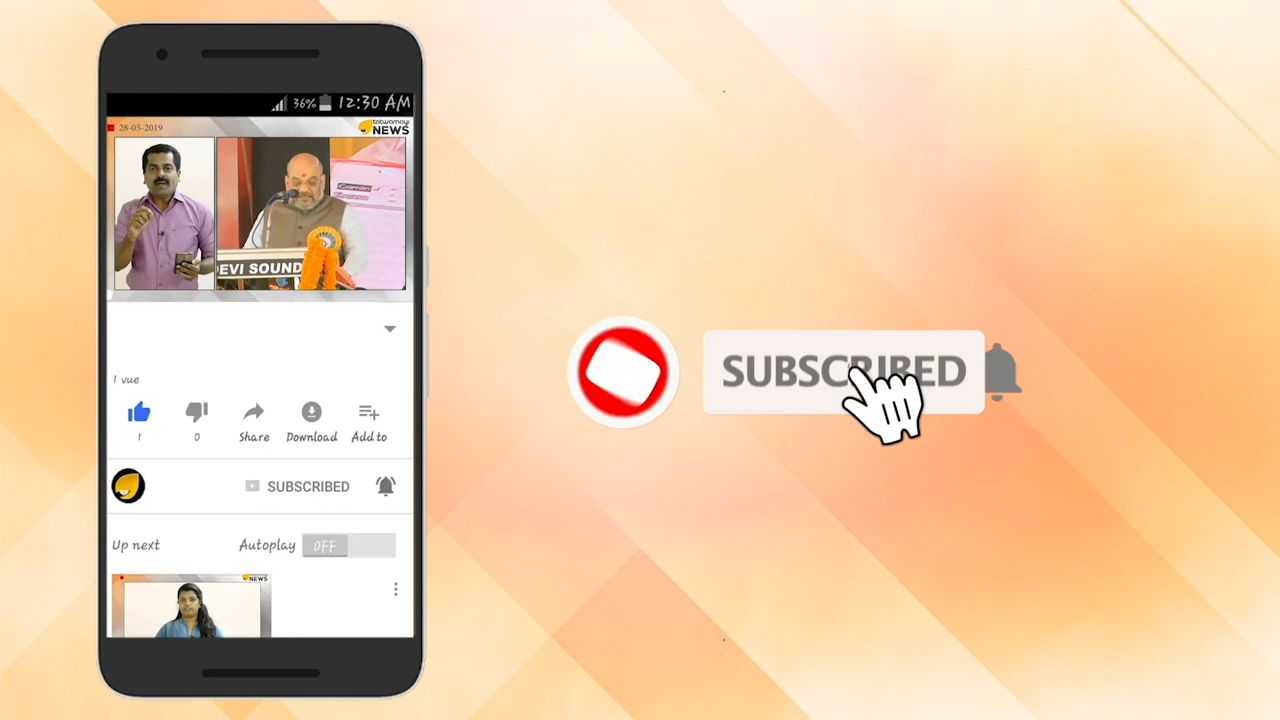 36% 12:30 AM
28-05-2019
tatwamayi
NEWS
DEVI SOUND
1 vue
1
0
Share
Download
Add to
SUBSCRIBED
Up next
Autoplay
OFF
NEWS
SUBSCRIBED